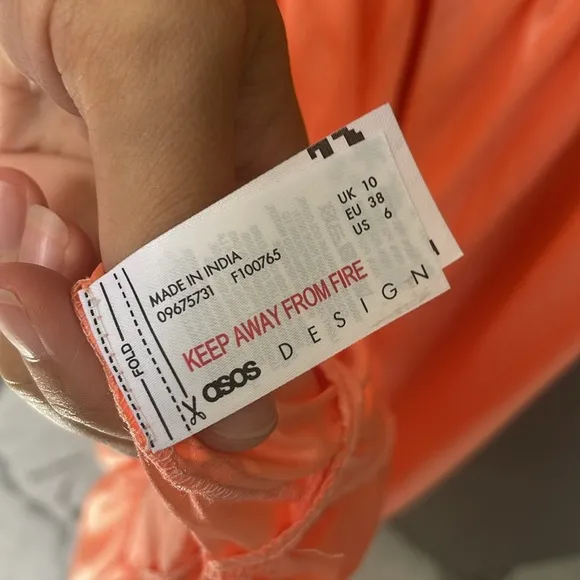 UK 10
EU 38
US 6
MADE IN INDIA
09675731 F100765
KEEP AWAY FROM FIRE
asos DESIGN
FOLD